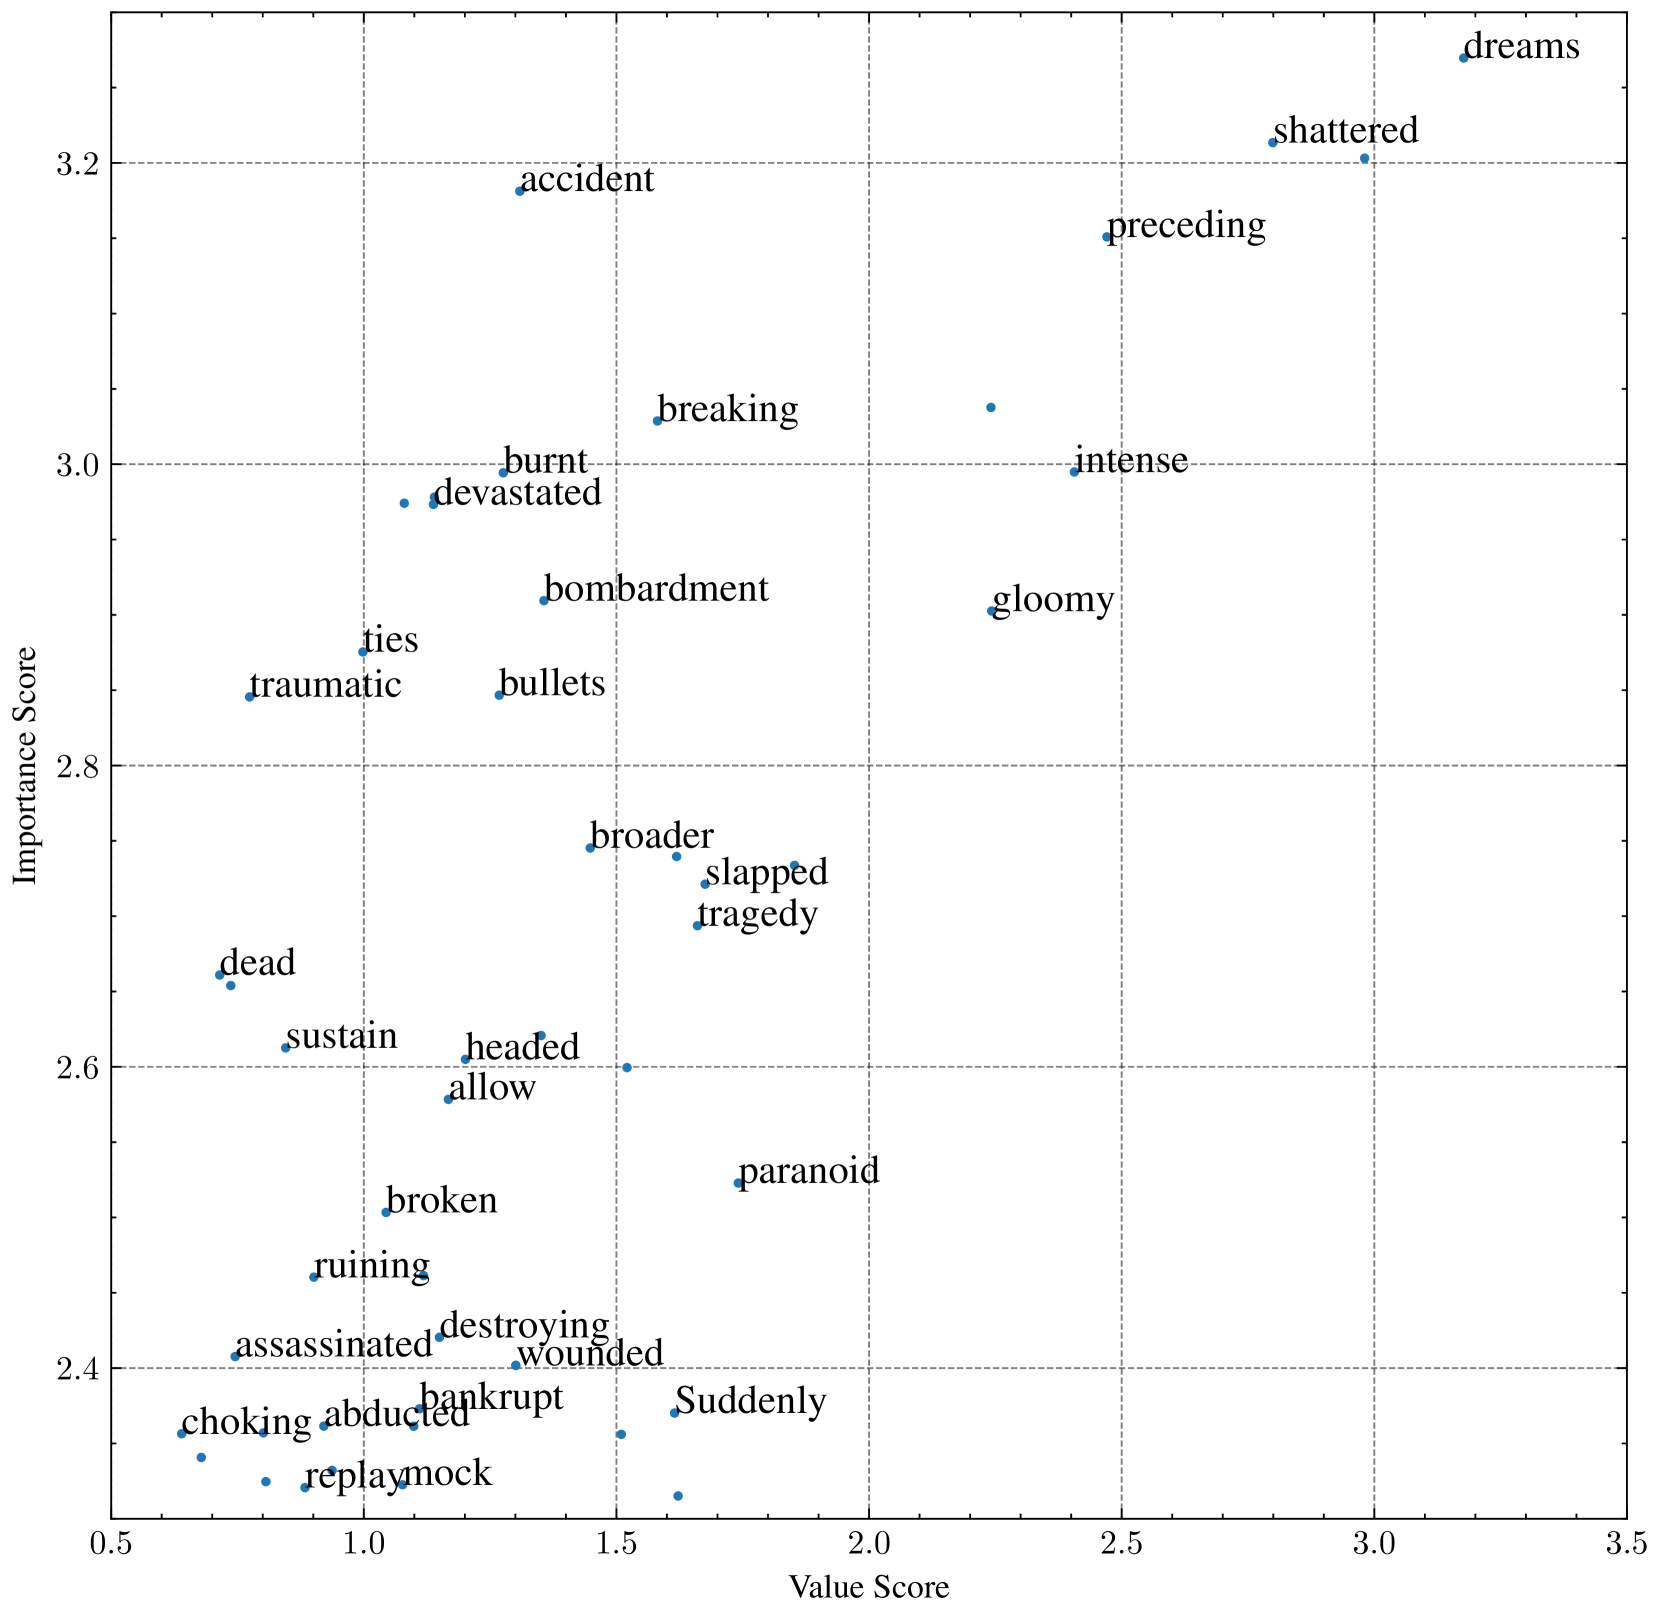 dreams
shattered
3.2
accident
preceding
breaking
burnt
intense
3.0
devastated
bombardment
gloomy
ties
traumatic
bullets
2.8
broader
slapped
tragedy
dead
sustain
headed
2.6
allow
paranoid
broken
ruining
destroying
assassinated
wounded
2.4
bankrupt
Suddenly
abducted
choking
replay
mock
0.5 1.0 1.5 2.0 2.5 3.0 3.5
Value Score
Importance Score